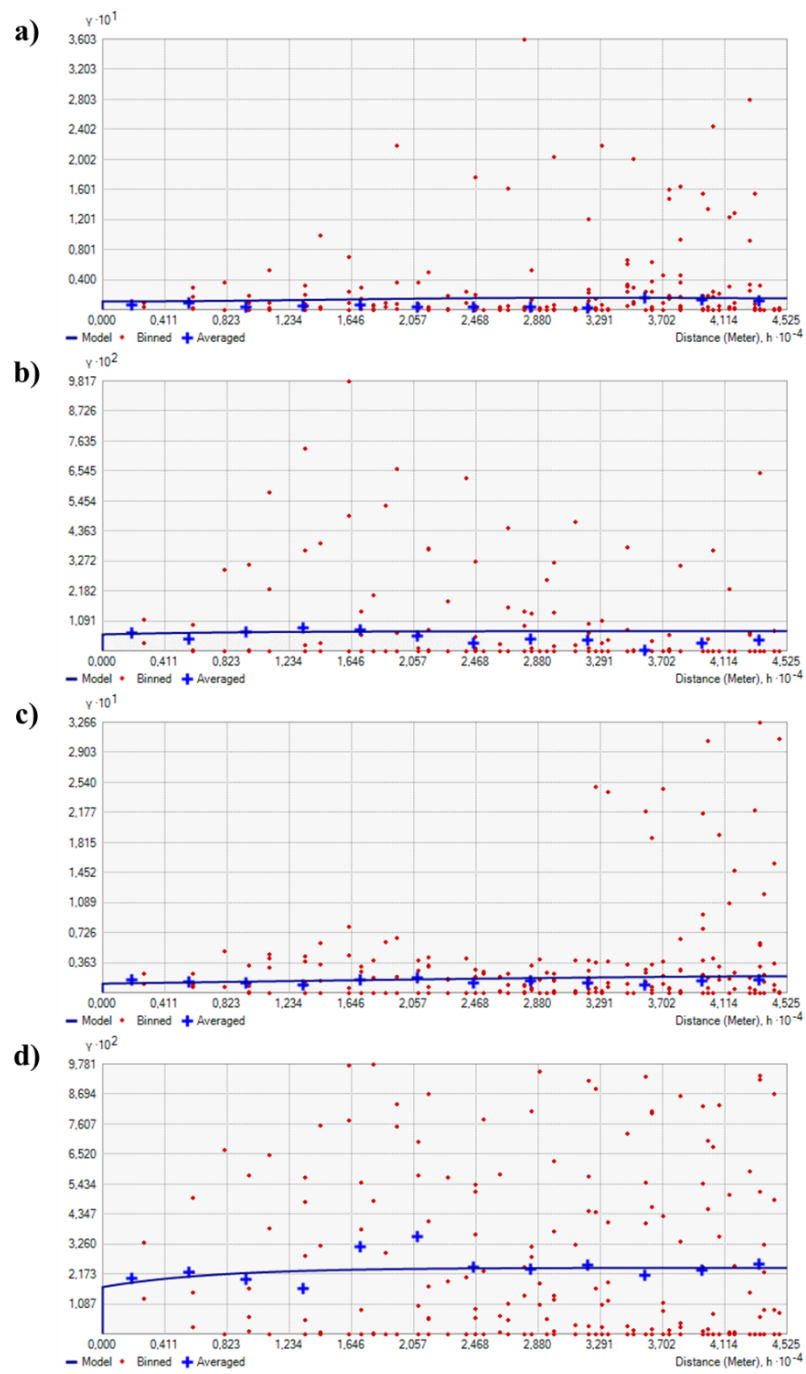 a)
γ · 10¹
3,603
3,203
2,803
2,402
2,002
1,601
1,201
0,801
0,400
0,000 0,411 0,823 1,234 1,646 2,057 2,468 2,880 3,291 3,702 4,114 4,525
Model Binned Averaged Distance (Meter), h · 10⁻⁴
b)
γ · 10²
9,817
8,726
7,635
6,545
5,454
4,363
3,272
2,182
1,091
0,000 0,411 0,823 1,234 1,646 2,057 2,468 2,880 3,291 3,702 4,114 4,525
Model Binned Averaged Distance (Meter), h · 10⁻⁴
c)
γ · 10¹
3,266
2,903
2,540
2,177
1,815
1,452
1,089
0,726
0,363
0,000 0,411 0,823 1,234 1,646 2,057 2,468 2,880 3,291 3,702 4,114 4,525
Model Binned Averaged Distance (Meter), h · 10⁻⁴
d)
γ · 10²
9,781
8,694
7,607
6,520
5,434
4,347
3,260
2,173
1,087
0,000 0,411 0,823 1,234 1,646 2,057 2,468 2,880 3,291 3,702 4,114 4,525
Model Binned Averaged Distance (Meter), h · 10⁻⁴